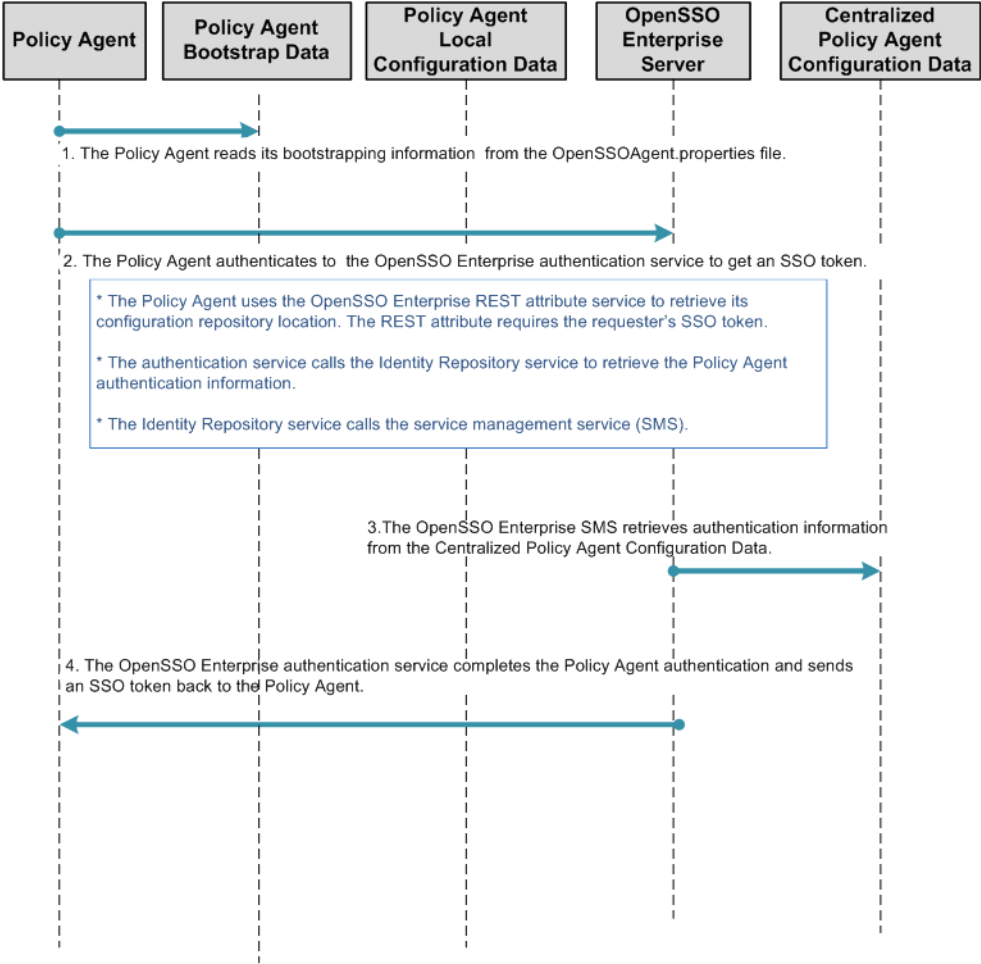 Policy Agent
Policy Agent
Bootstrap Data
Policy Agent
Local
Configuration Data
OpenSSO
Enterprise
Server
Centralized
Policy Agent
Configuration Data
1. The Policy Agent reads its bootstrapping information from the OpenSSOAgent.properties file.
2. The Policy Agent authenticates to the OpenSSO Enterprise authentication service to get an SSO token.
* The Policy Agent uses the OpenSSO Enterprise REST attribute service to retrieve its
configuration repository location. The REST attribute requires the requester's SSO token.
* The authentication service calls the Identity Repository service to retrieve the Policy Agent
authentication information.
* The Identity Repository service calls the service management service (SMS).
3.The OpenSSO Enterprise SMS retrieves authentication information
from the Centralized Policy Agent Configuration Data.
4. The OpenSSO Enterprise authentication service completes the Policy Agent authentication and sends
an SSO token back to the Policy Agent.